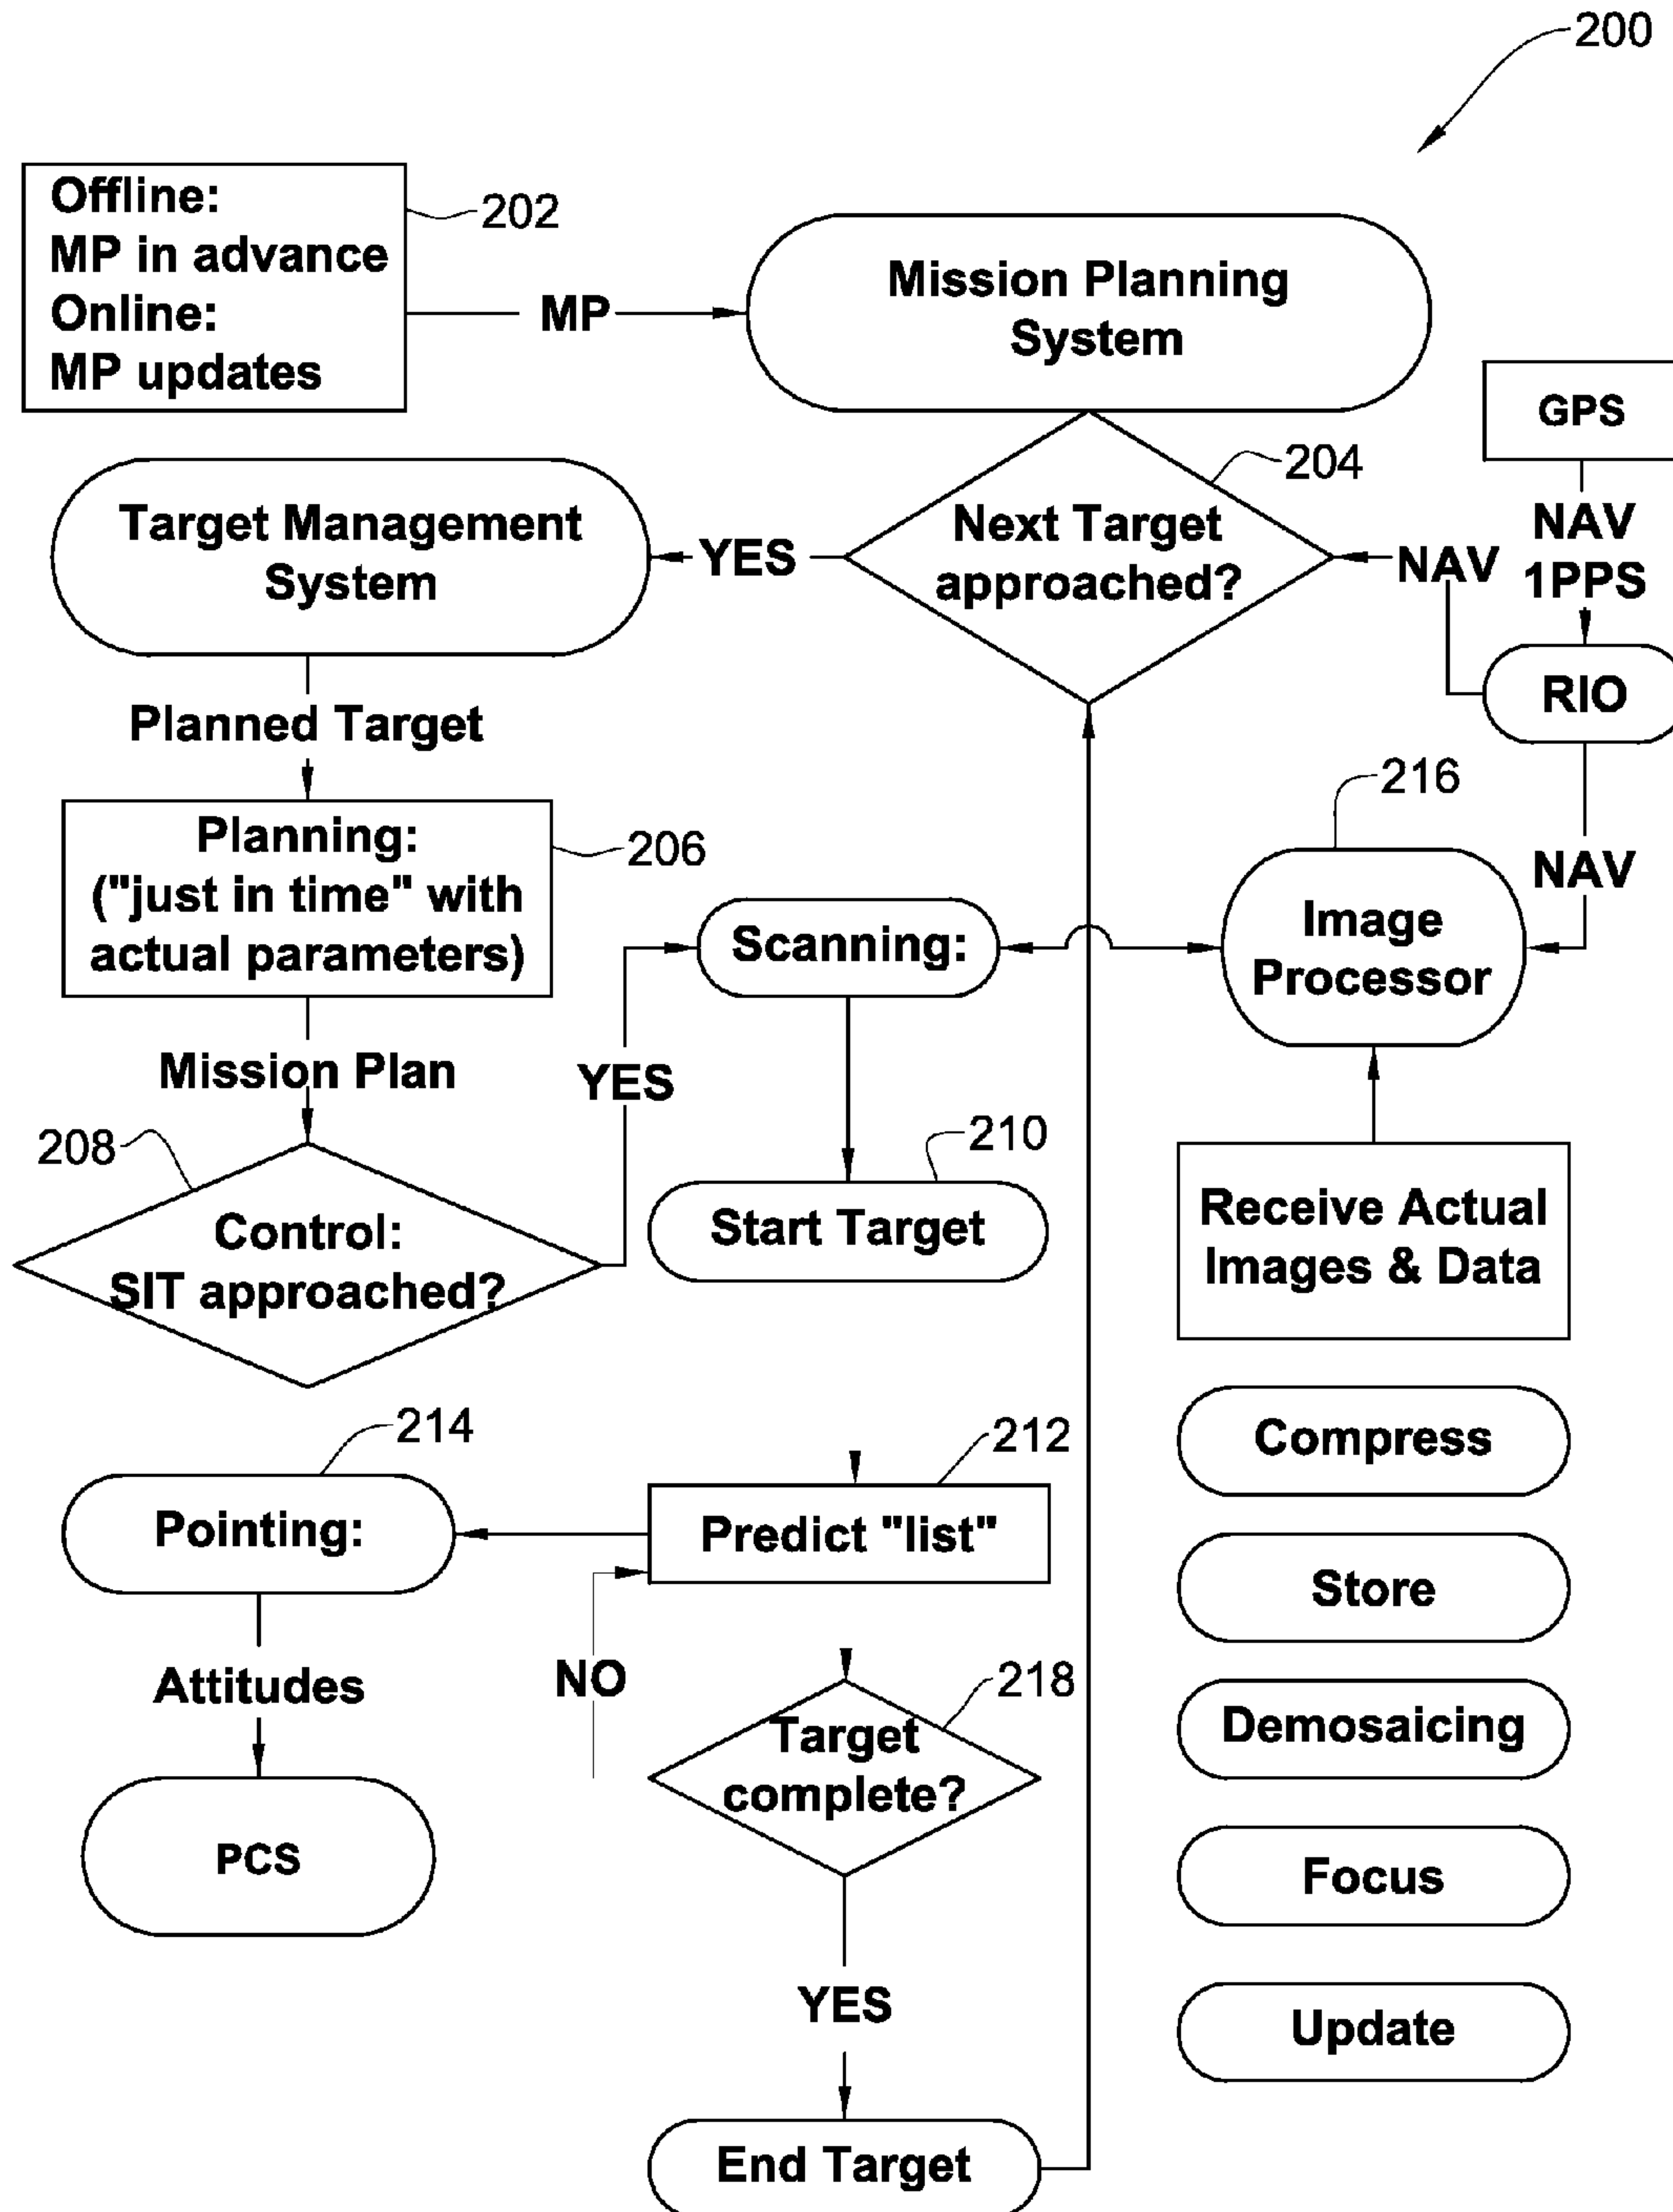 200
Offline:
MP in advance
Online:
MP updates
202
MP
Mission Planning
System
GPS
204
Target Management
System
YES
Next Target
approached?
NAV
NAV
1PPS
RIO
Planned Target
216
Planning:
("just in time" with
actual parameters)
206
NAV
Scanning:
Image
Processor
Mission Plan
YES
208
210
Control:
SIT approached?
Start Target
Receive Actual
Images & Data
214
212
Compress
Pointing:
Predict "list"
Store
Attitudes
NO
218
Demosaicing
Target
complete?
PCS
Focus
YES
Update
End Target